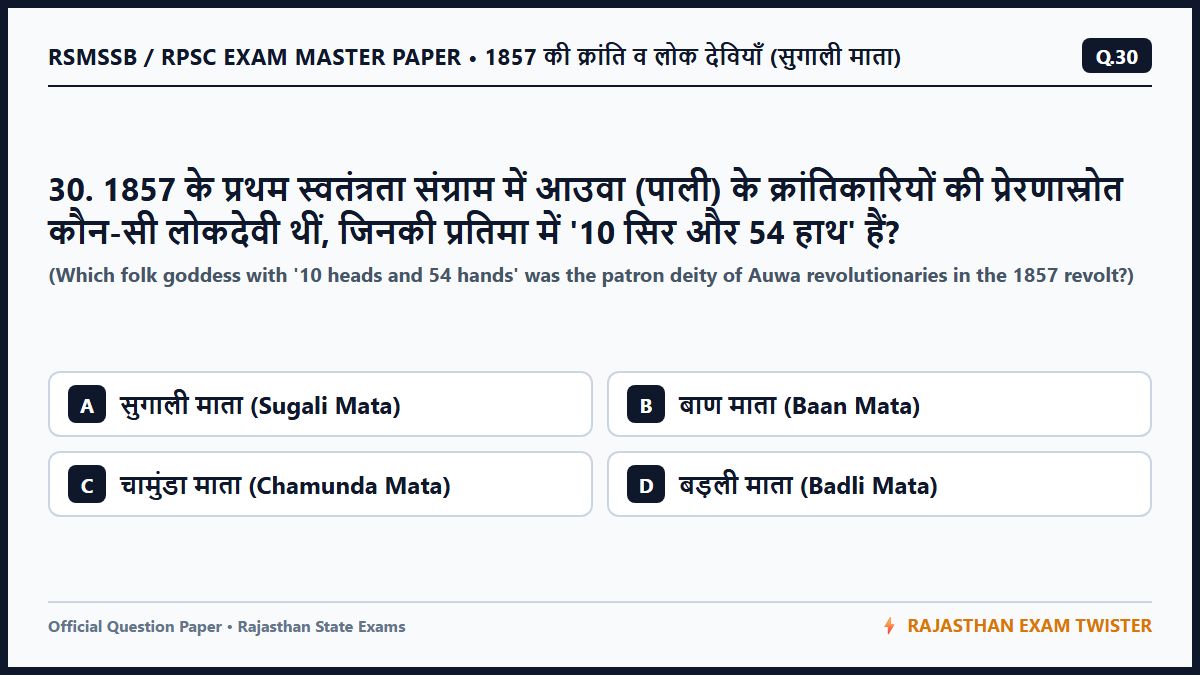 RSMSSB / RPSC EXAM MASTER PAPER • 1857 की क्रांति व लोक देवियाँ (सुगाली माता)
Q.30
30. 1857 के प्रथम स्वतंत्रता संग्राम में आउवा (पाली) के क्रांतिकारियों की प्रेरणास्रोत
कौन-सी लोकदेवी थीं, जिनकी प्रतिमा में '10 सिर और 54 हाथ' हैं?
(Which folk goddess with '10 heads and 54 hands' was the patron deity of Auwa revolutionaries in the 1857 revolt?)
A सुगाली माता (Sugali Mata)
B बाण माता (Baan Mata)
C चामुंडा माता (Chamunda Mata)
D बड़ली माता (Badli Mata)
Official Question Paper • Rajasthan State Exams
RAJASTHAN EXAM TWISTER